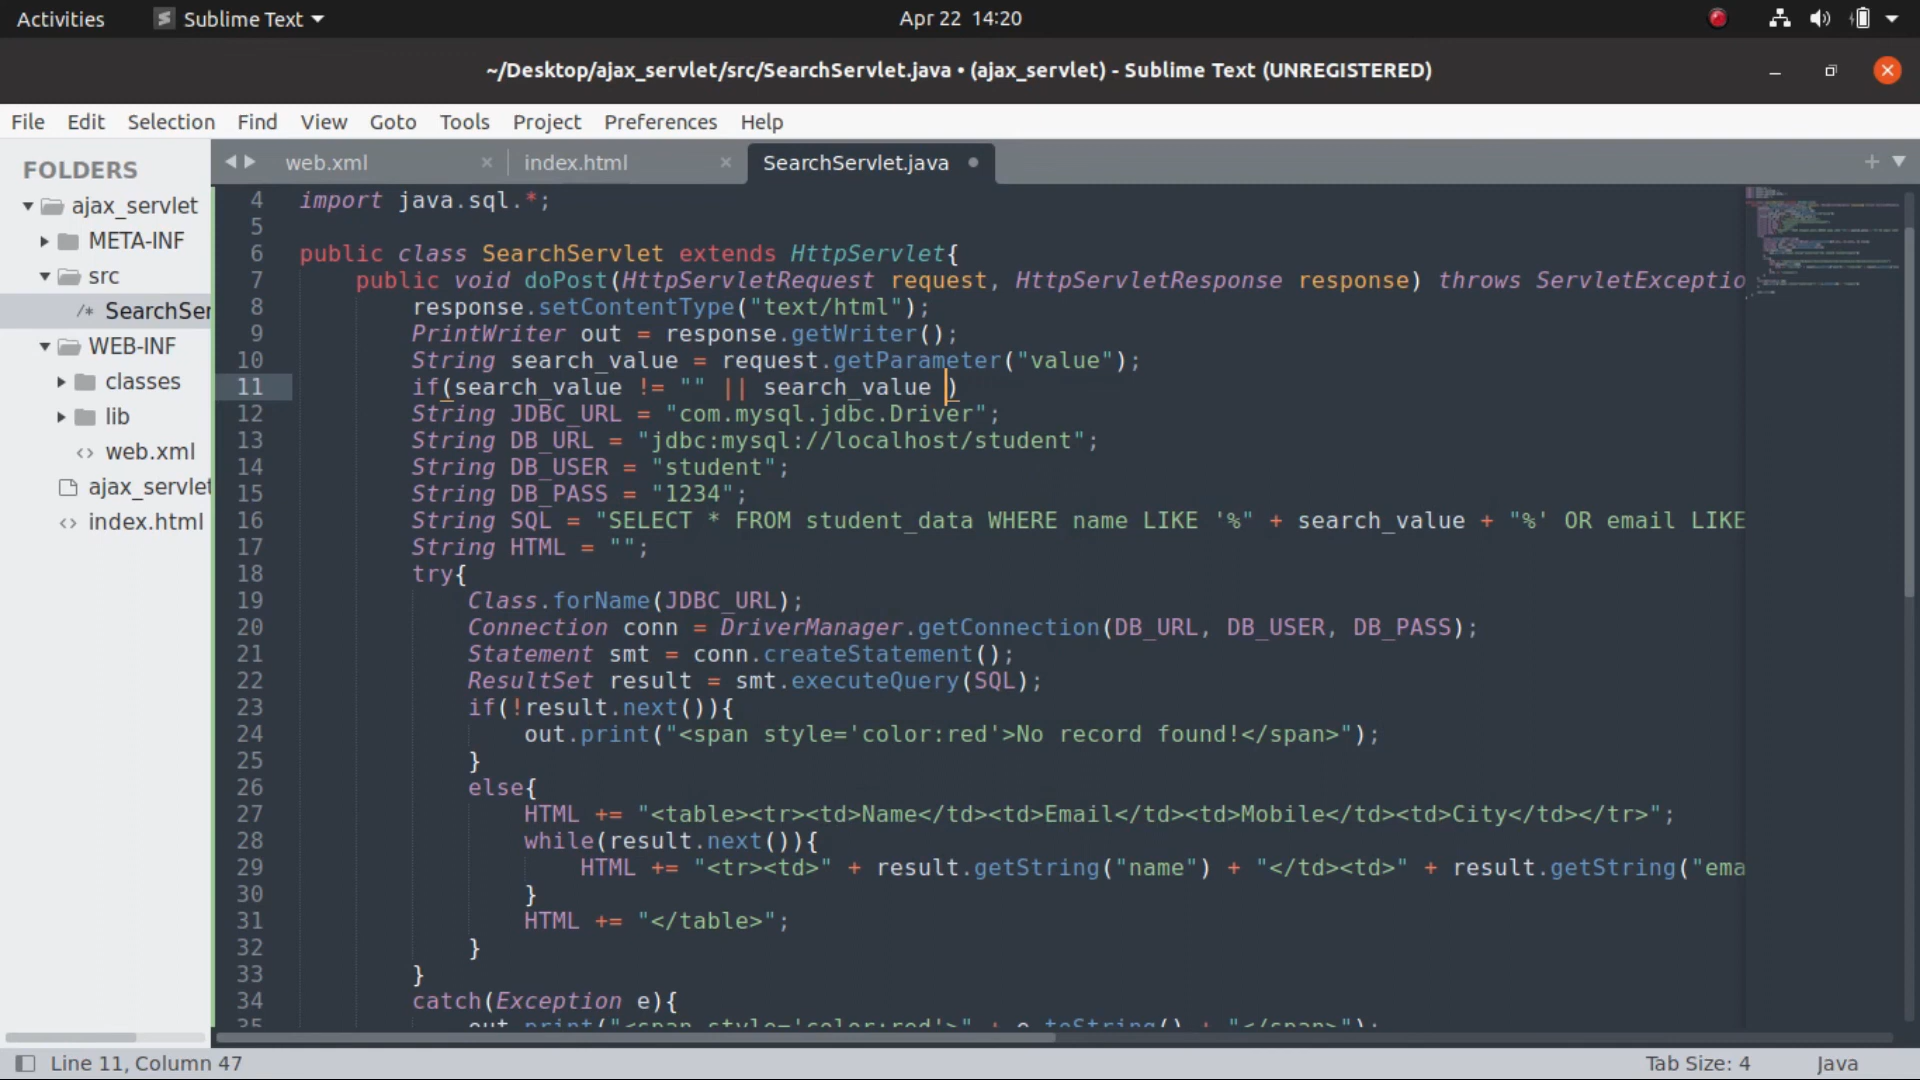 Activities Sublime Text Apr 22 14:20
~/Desktop/ajax_servlet/src/SearchServlet.java • (ajax_servlet) - Sublime Text (UNREGISTERED)
File Edit Selection Find View Goto Tools Project Preferences Help
FOLDERS
ajax_servlet
META-INF
src
/* SearchSer
WEB-INF
classes
lib
<> web.xml
ajax_servlet
<> index.html
web.xml × index.html × SearchServlet.java
4 import java.sql.*;
5
6 public class SearchServlet extends HttpServlet{
7 public void doPost(HttpServletRequest request, HttpServletResponse response) throws ServletExceptio
8 response.setContentType("text/html");
9 PrintWriter out = response.getWriter();
10 String search_value = request.getParameter("value");
11 if(search_value != "" || search_value )
12 String JDBC_URL = "com.mysql.jdbc.Driver";
13 String DB_URL = "jdbc:mysql://localhost/student";
14 String DB_USER = "student";
15 String DB_PASS = "1234";
16 String SQL = "SELECT * FROM student_data WHERE name LIKE '%" + search_value + "%' OR email LIKE
17 String HTML = "";
18 try{
19 Class.forName(JDBC_URL);
20 Connection conn = DriverManager.getConnection(DB_URL, DB_USER, DB_PASS);
21 Statement smt = conn.createStatement();
22 ResultSet result = smt.executeQuery(SQL);
23 if(!result.next()){
24 out.print("<span style='color:red'>No record found!</span>");
25 }
26 else{
27 HTML += "<table><tr><td>Name</td><td>Email</td><td>Mobile</td><td>City</td></tr>";
28 while(result.next()){
29 HTML += "<tr><td>" + result.getString("name") + "</td><td>" + result.getString("ema
30 }
31 HTML += "</table>";
32 }
33 }
34 catch(Exception e){
35 out.print("<span style='color:red'>" + e.toString() + "</span>");
Line 11, Column 47 Tab Size: 4 Java